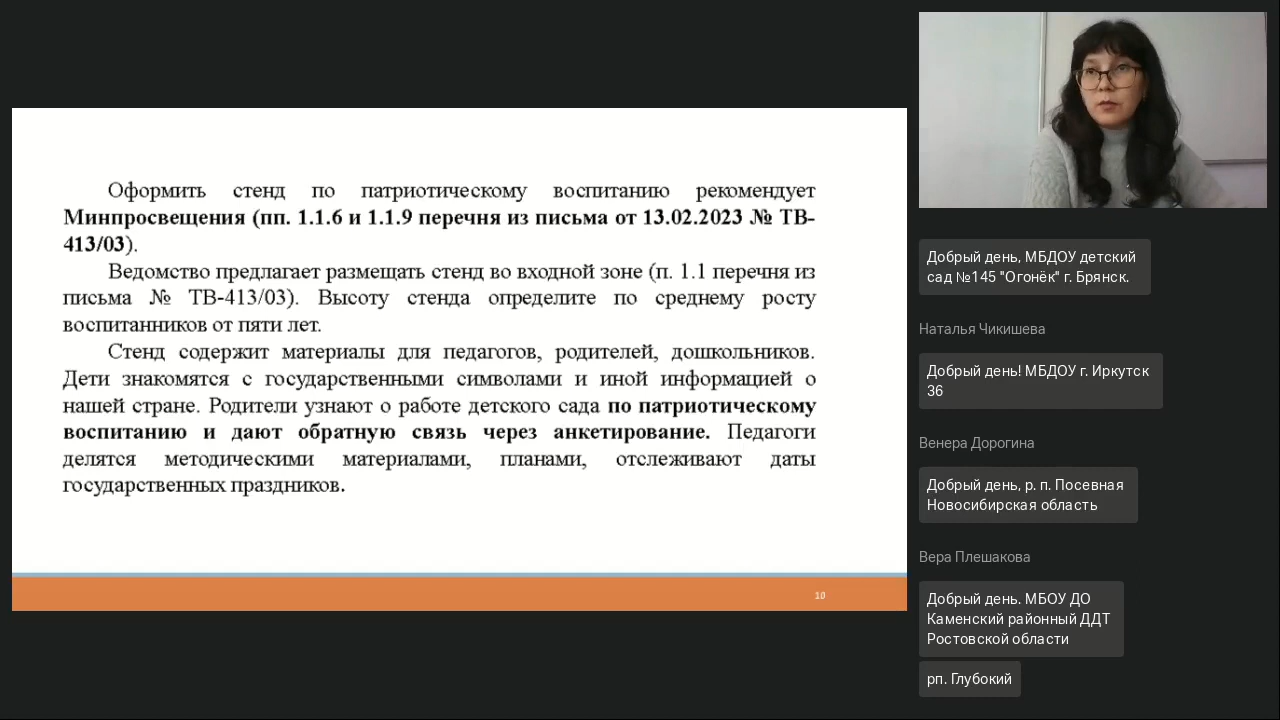 Оформить стенд по патриотическому воспитанию рекомендует
Минпросвещения (пп. 1.1.6 и 1.1.9 перечня из письма от 13.02.2023 № ТВ-
413/03).
Ведомство предлагает размещать стенд во входной зоне (п. 1.1 перечня из
письма № ТВ-413/03). Высоту стенда определите по среднему росту
воспитанников от пяти лет.
Стенд содержит материалы для педагогов, родителей, дошкольников.
Дети знакомятся с государственными символами и иной информацией о
нашей стране. Родители узнают о работе детского сада по патриотическому
воспитанию и дают обратную связь через анкетирование. Педагоги
делятся методическими материалами, планами, отслеживают даты
государственных праздников.
10
Добрый день, МБДОУ детский
сад №145 "Огонёк" г. Брянск.
Наталья Чикишева
Добрый день! МБДОУ г. Иркутск
36
Венера Дорогина
Добрый день, р. п. Посевная
Новосибирская область
Вера Плешакова
Добрый день. МБОУ ДО
Каменский районный ДДТ
Ростовской области
рп. Глубокий